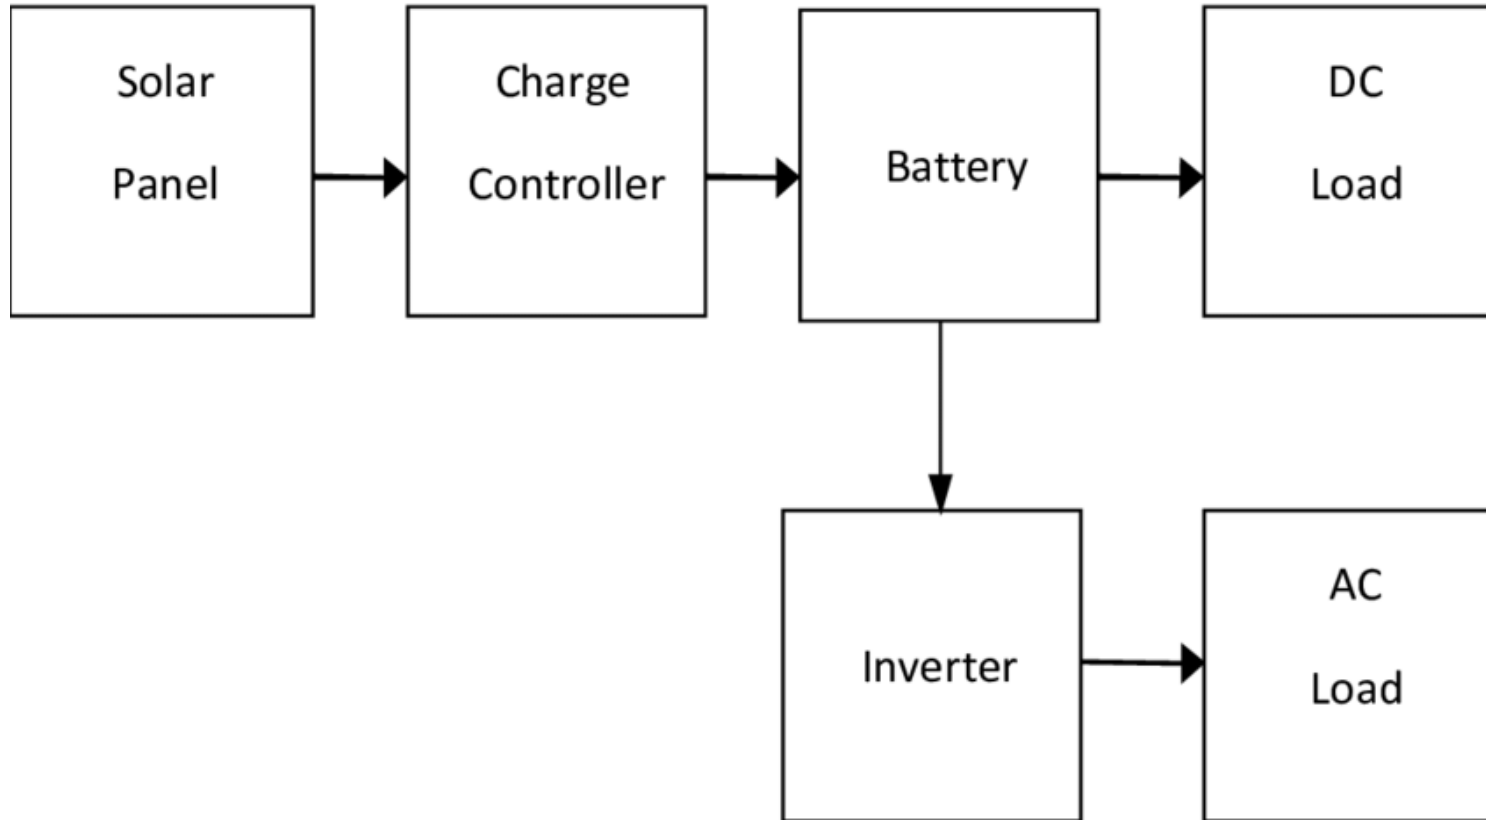 Solar
Panel
Charge
Controller
Battery
DC
Load
Inverter
AC
Load